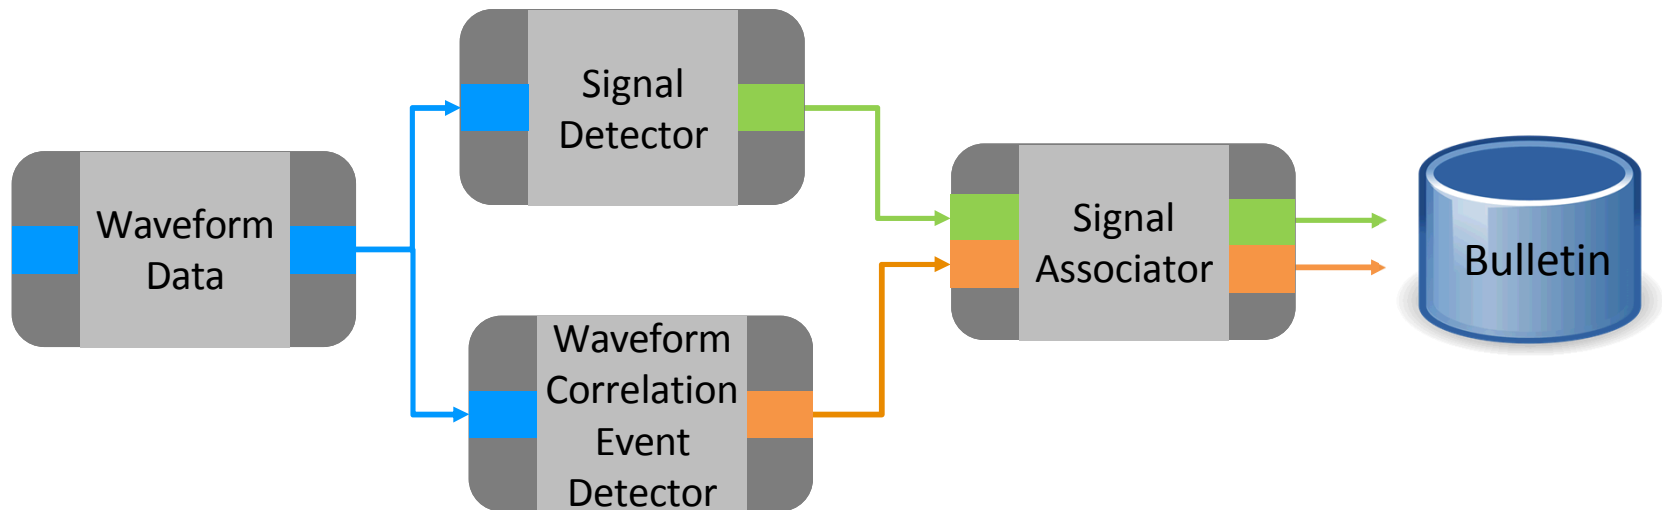 Waveform
Data
Signal
Detector
Waveform
Correlation
Event
Detector
Signal
Associator
Bulletin